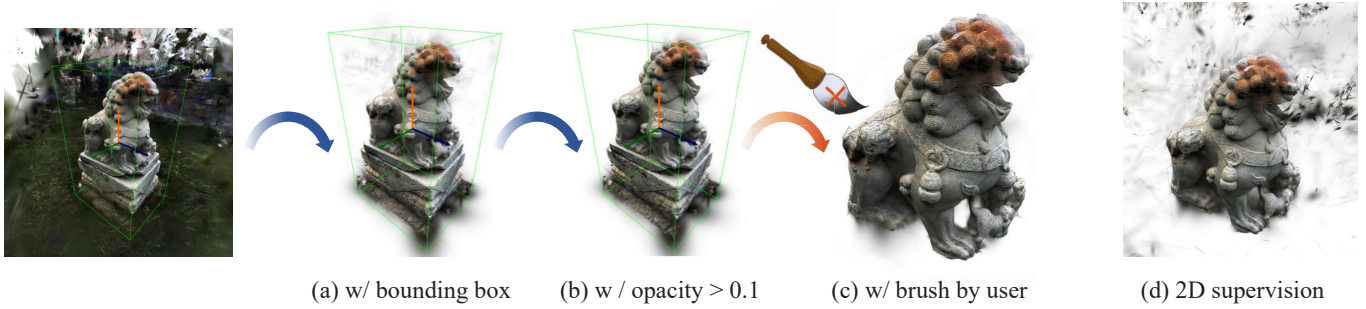 (a) w/ bounding box
(b) w / opacity > 0.1
(c) w/ brush by user
(d) 2D supervision